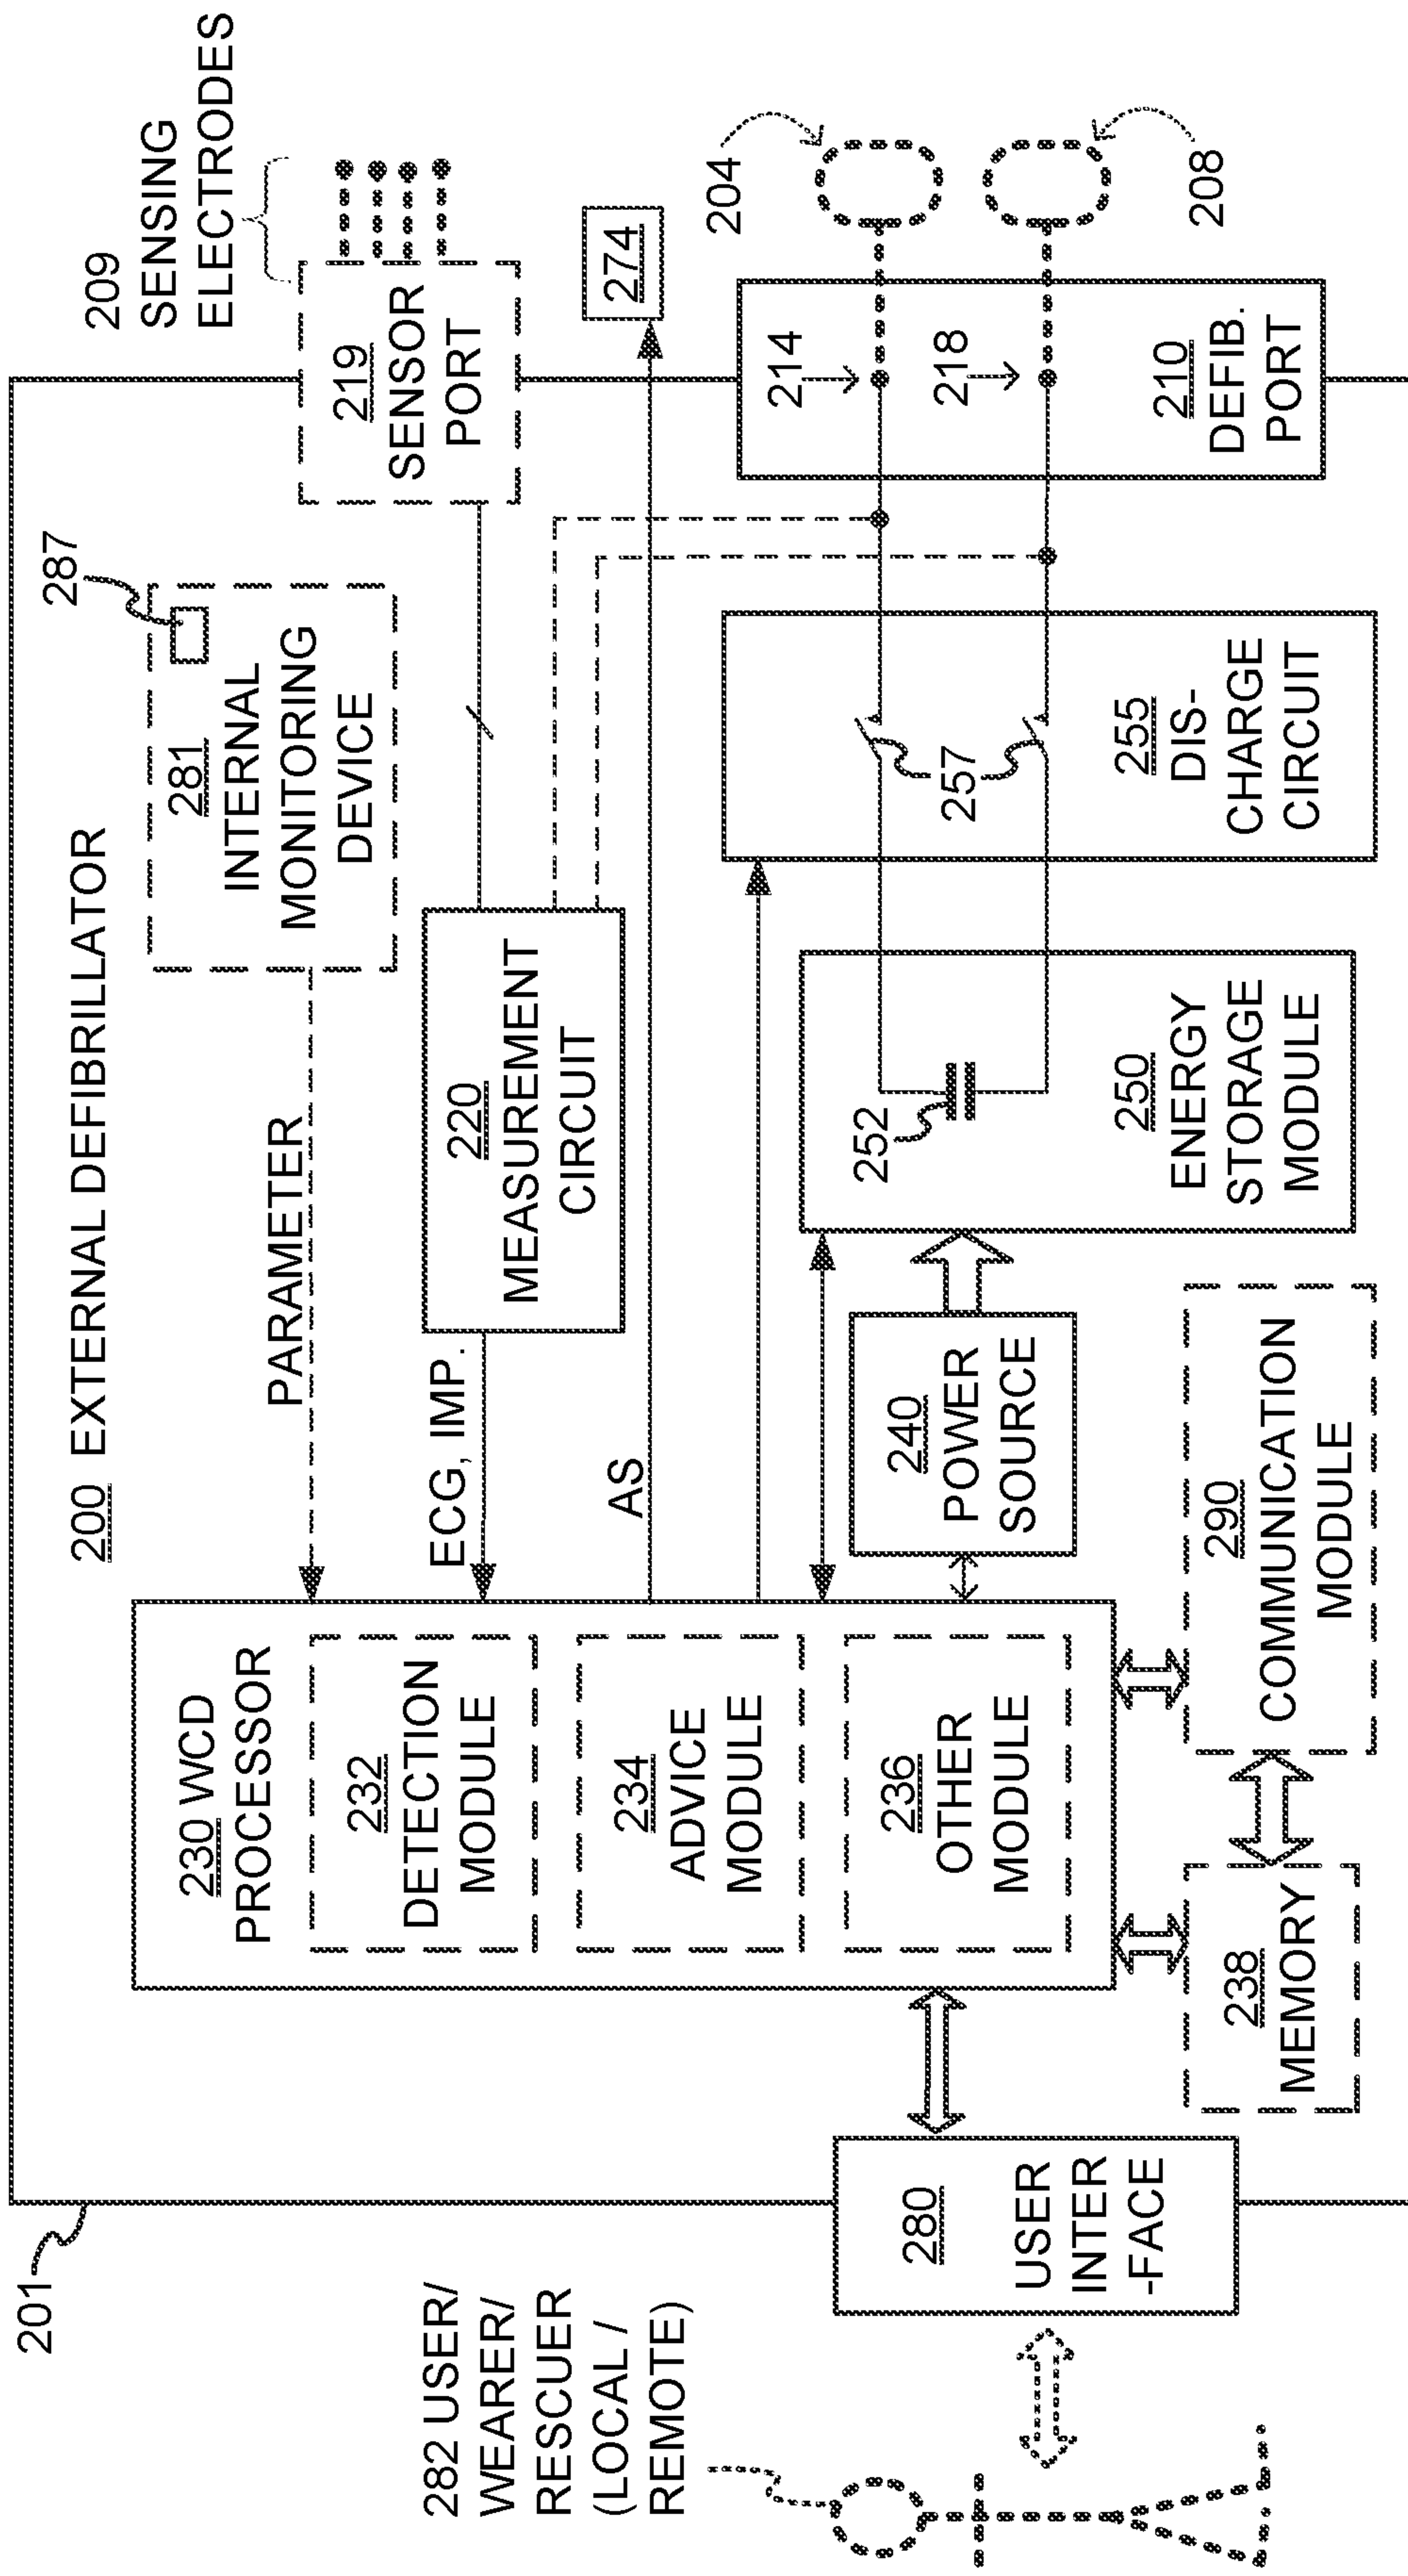 200 EXTERNAL DEFIBRILLATOR
201
282 USER/
WEARER/
RESCUER
(LOCAL /
REMOTE)
280
USER
INTER
-FACE
230 WCD
PROCESSOR
232
DETECTION
MODULE
234
ADVICE
MODULE
236
OTHER
MODULE
238
MEMORY
290
COMMUNICATION
MODULE
PARAMETER
ECG, IMP.
AS
240
POWER
SOURCE
220
MEASUREMENT
CIRCUIT
281
INTERNAL
MONITORING
DEVICE
287
252
250
ENERGY
STORAGE
MODULE
257
255
DIS-
CHARGE
CIRCUIT
219
SENSOR
PORT
209
SENSING
ELECTRODES
274
214
218
210
DEFIB.
PORT
204
208